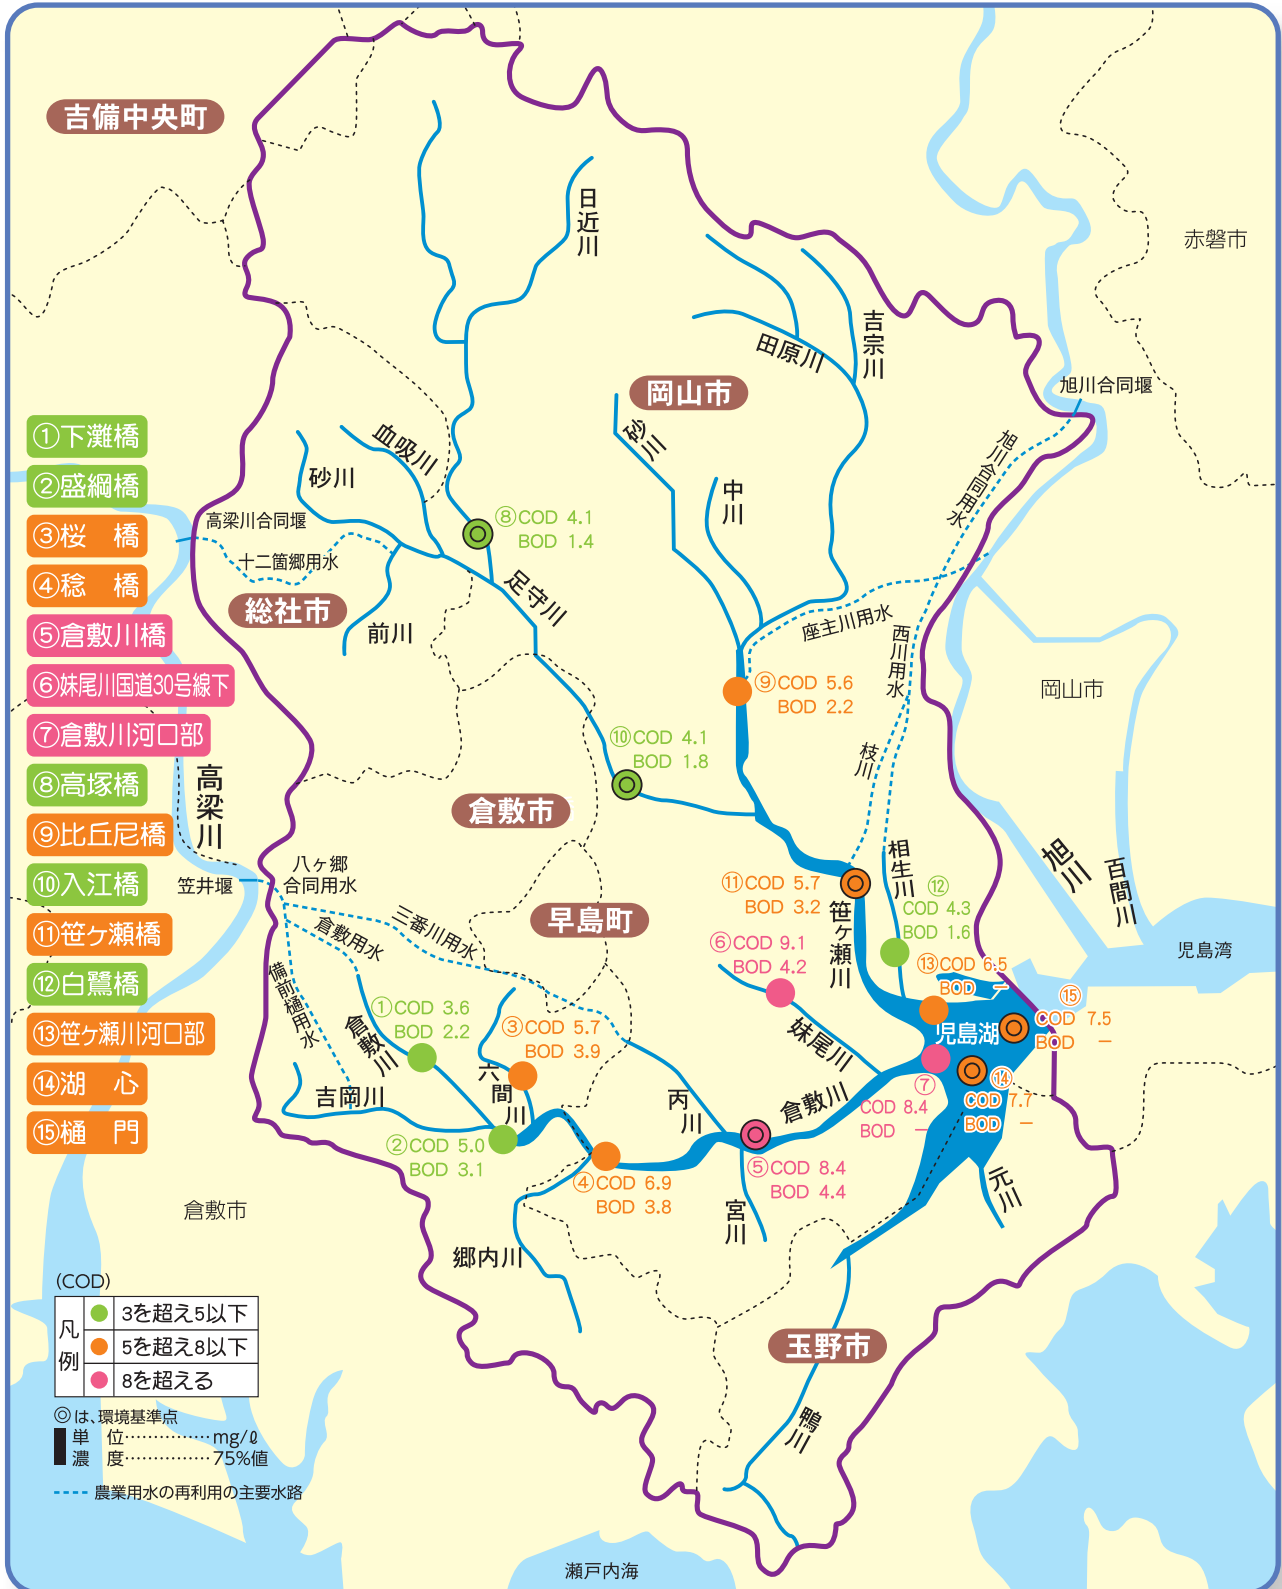 吉備中央町
日近川
赤磐市
吉宗川
田原川
岡山市
旭川合同堰
砂川
血吸川
砂川
中川
旭川合同用水
①下灘橋
②盛綱橋
③桜　橋
④稔　橋
⑤倉敷川橋
⑥妹尾川国道30号線下
⑦倉敷川河口部
⑧高塚橋
⑨比丘尼橋
⑩入江橋
⑪笹ヶ瀬橋
⑫白鷺橋
⑬笹ヶ瀬川河口部
⑭湖　心
⑮樋　門
高梁川合同堰
⑧COD 4.1
BOD 1.4
十二箇郷用水
足守川
総社市
前川
座主川用水
西川用水
岡山市
⑨COD 5.6
BOD 2.2
⑩COD 4.1
BOD 1.8
枝川
高梁川
倉敷市
笠井堰
八ヶ郷
合同用水
相生川
旭川
百間川
⑪COD 5.7
BOD 3.2
⑫
COD 4.3
BOD 1.6
早島町
倉敷用水
三番川用水
笹ヶ瀬川
⑥COD 9.1
BOD 4.2
児島湾
備前樋用水
⑬COD 6.5
BOD －
⑮
COD 7.5
BOD －
①COD 3.6
BOD 2.2
倉敷川
③COD 5.7
BOD 3.9
妹尾川
児島湖
六間川
吉岡川
丙川
倉敷川
⑦
COD 8.4
BOD －
⑭
COD 7.7
BOD －
②COD 5.0
BOD 3.1
④COD 6.9
BOD 3.8
⑤COD 8.4
BOD 4.4
元川
宮川
倉敷市
郷内川
玉野市
鴨川
(COD)
凡例
3を超え5以下
5を超え8以下
8を超える
◎は、環境基準点
単　位……………mg/ℓ
濃　度……………75%値
農業用水の再利用の主要水路
瀬戸内海